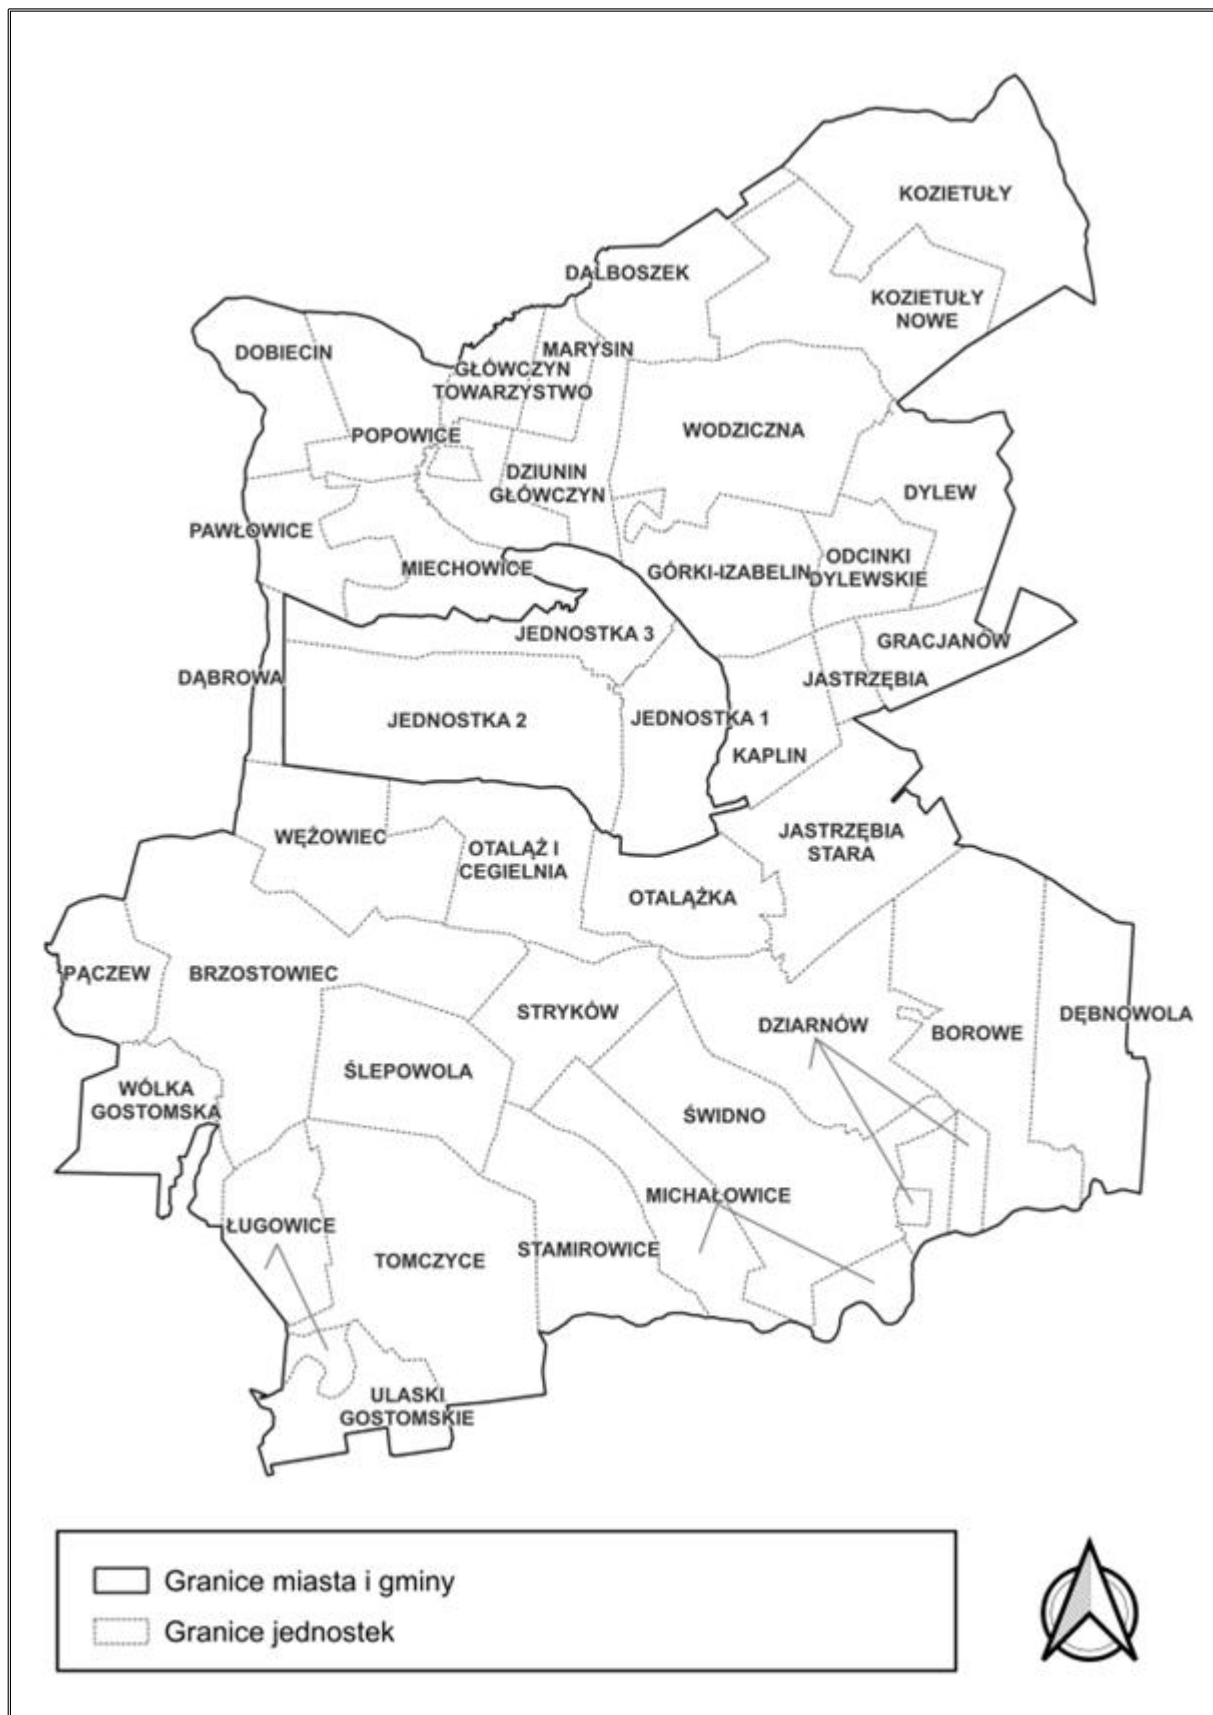 KOZIETUŁY
DALBOSZEK
KOZIETUŁY
NOWE
DOBIECIN
MARYSIN
GŁÓWCZYN
TOWARZYSTWO
POPOWICE
WODZICZNA
DZIUNIN
GŁÓWCZYN
DYLEW
PAWŁOWICE
MIECHOWICE
GÓRKI-IZABELIN
ODCINKI
DYLEWSKIE
JEDNOSTKA 3
GRACJANÓW
DĄBROWA
JASTRZĘBIA
JEDNOSTKA 2
JEDNOSTKA 1
KAPLIN
WĘŻOWIEC
OTALĄŻ I
CEGIELNIA
JASTRZĘBIA
STARA
OTALĄŻKA
PĄCZEW
BRZOSTOWIEC
STRYKÓW
DZIARNÓW
BOROWE
DĘBNOWOLA
ŚLEPOWOLA
WÓLKA
GOSTOMSKA
ŚWIDNO
MICHAŁOWICE
ŁUGOWICE
TOMCZYCE
STAMIROWICE
ULASKI
GOSTOMSKIE
Granice miasta i gminy
Granice jednostek